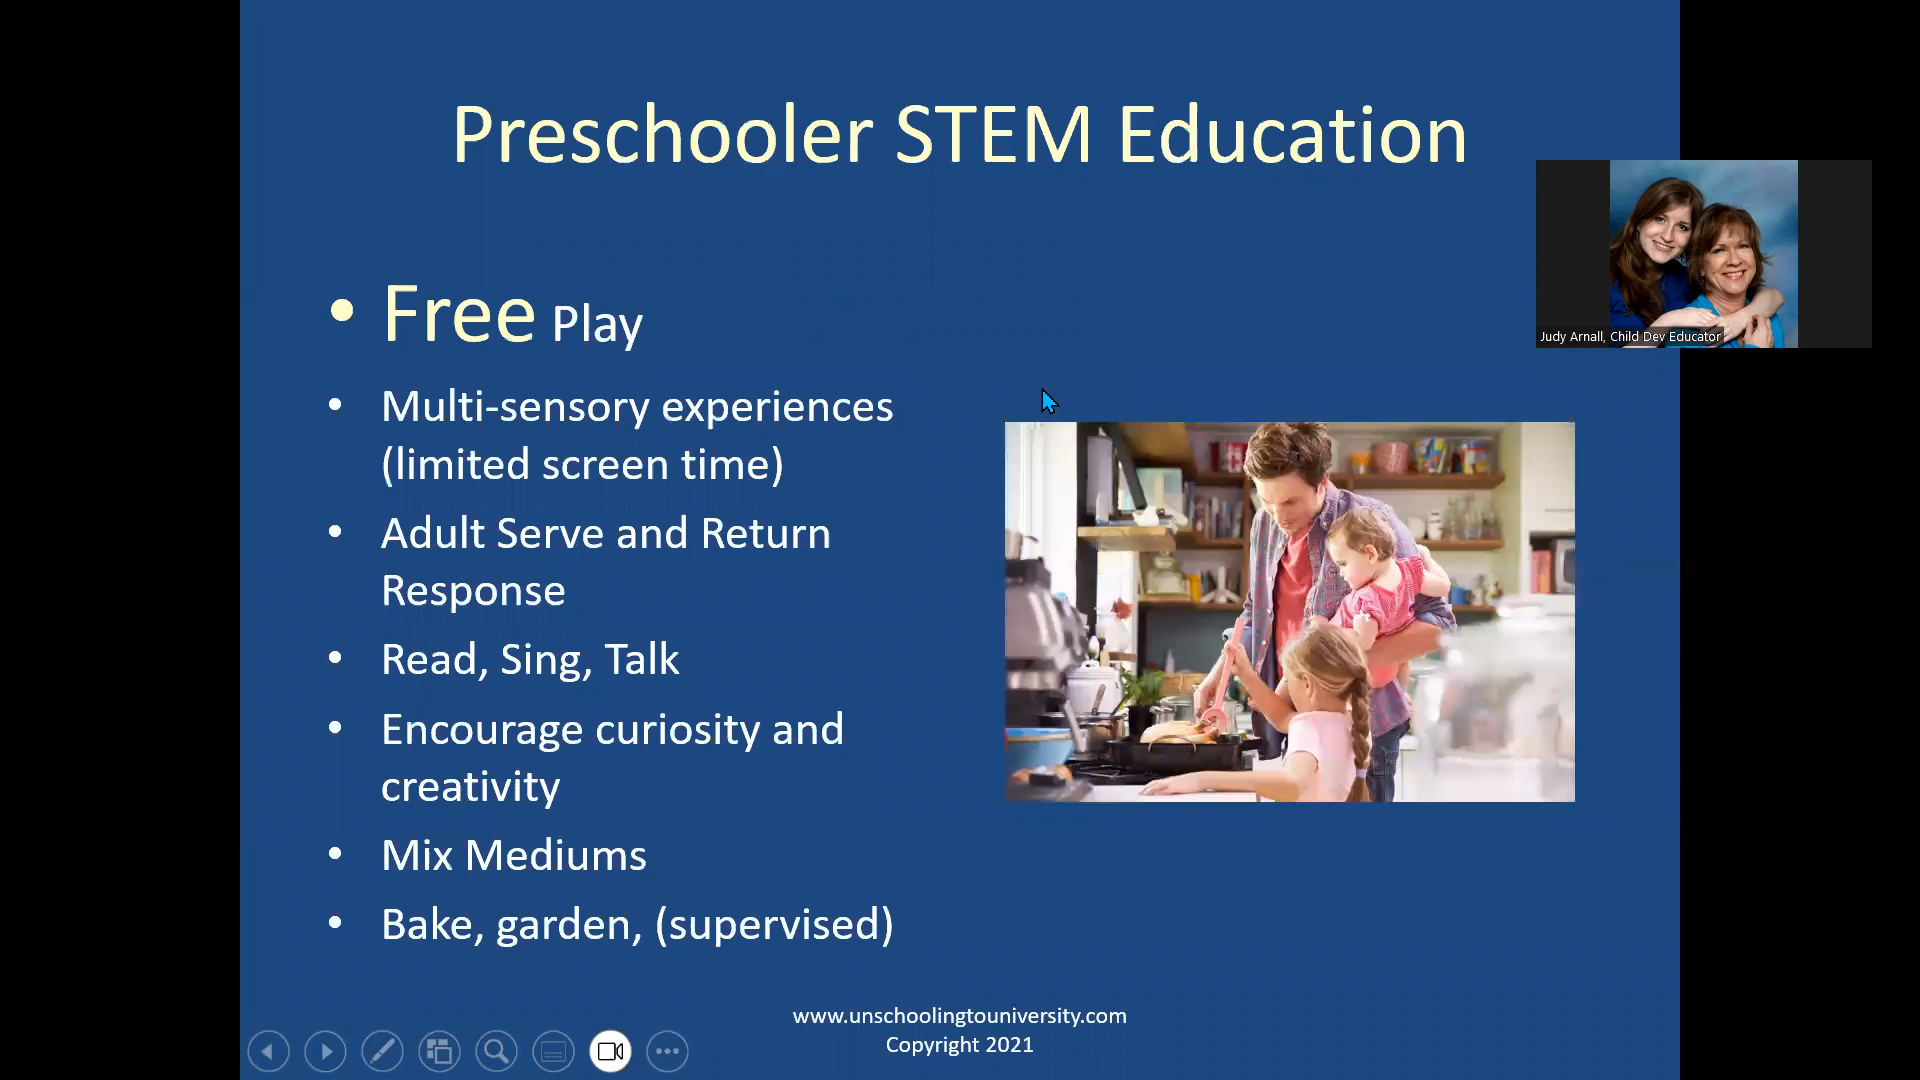 Preschooler STEM Education
• Free Play
• Multi-sensory experiences
(limited screen time)
• Adult Serve and Return
Response
• Read, Sing, Talk
• Encourage curiosity and
creativity
• Mix Mediums
• Bake, garden, (supervised)
Judy Arnall, Child Dev Educator
www.unschoolingtouniversity.com
Copyright 2021